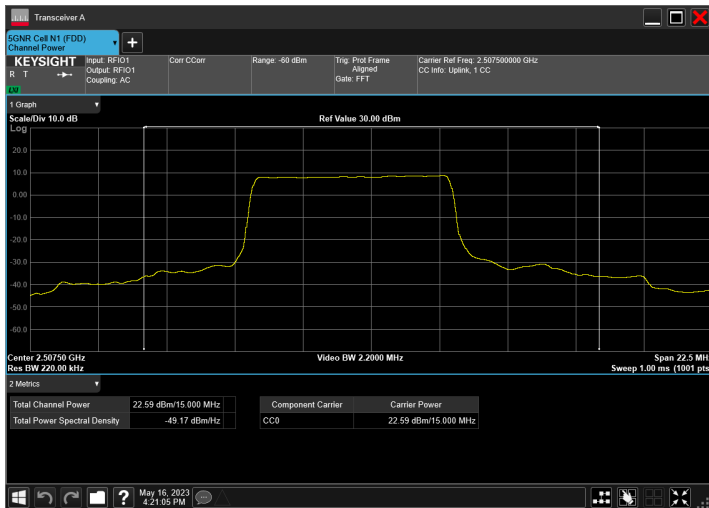 Transceiver A
5GNR Cell N1 (FDD)
Channel Power
KEYSIGHT
R T
LXI
Input: RFIO1
Output: RFIO1
Coupling: AC
Corr CCorr
Range: -60 dBm
Trig: Prot Frame
Aligned
Gate: FFT
Carrier Ref Freq: 2.507500000 GHz
CC Info: Uplink, 1 CC
1 Graph
Scale/Div 10.0 dB
Ref Value 30.00 dBm
Log
20.0
10.0
0.00
-10.0
-20.0
-30.0
-40.0
-50.0
-60.0
Center 2.50750 GHz
Video BW 2.2000 MHz
Span 22.5 MHz
Res BW 220.00 kHz
Sweep 1.00 ms (1001 pts)
2 Metrics
Total Channel Power 22.59 dBm/15.000 MHz
Total Power Spectral Density -49.17 dBm/Hz
Component Carrier Carrier Power
CC0 22.59 dBm/15.000 MHz
?
May 16, 2023
4:21:05 PM